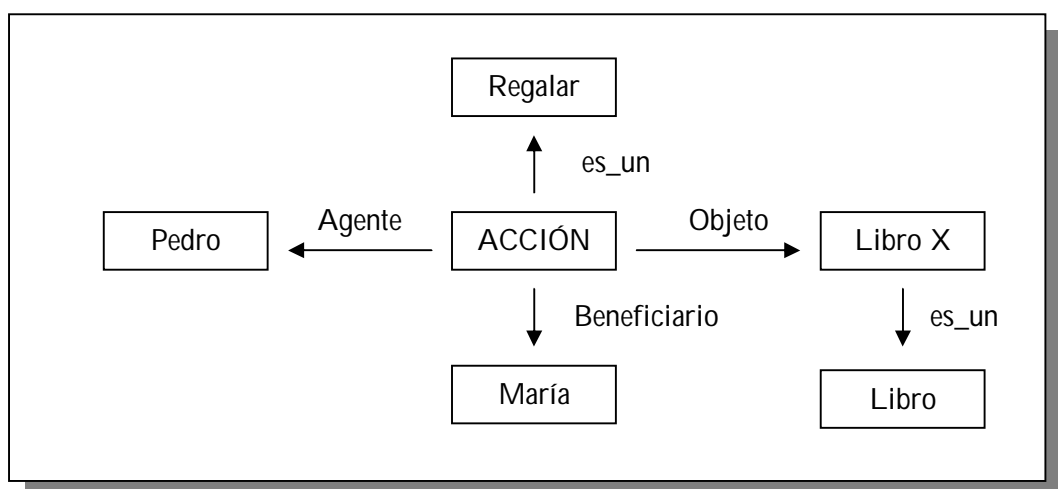 Regalar
es_un
Pedro
Agente
ACCIÓN
Objeto
Libro X
Beneficiario
es_un
María
Libro